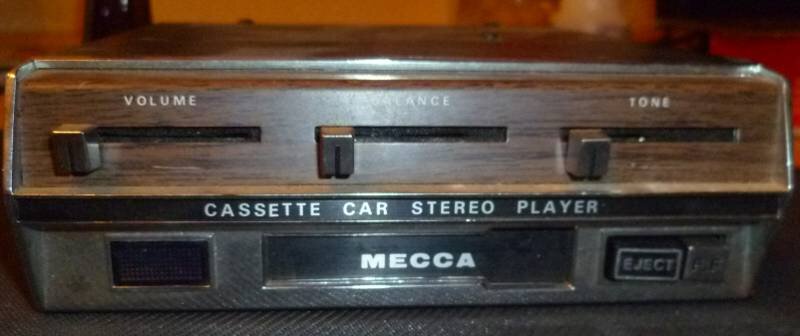 VOLUME BALANCE TONE
CASSETTE CAR STEREO PLAYER
MECCA
EJECT F.F